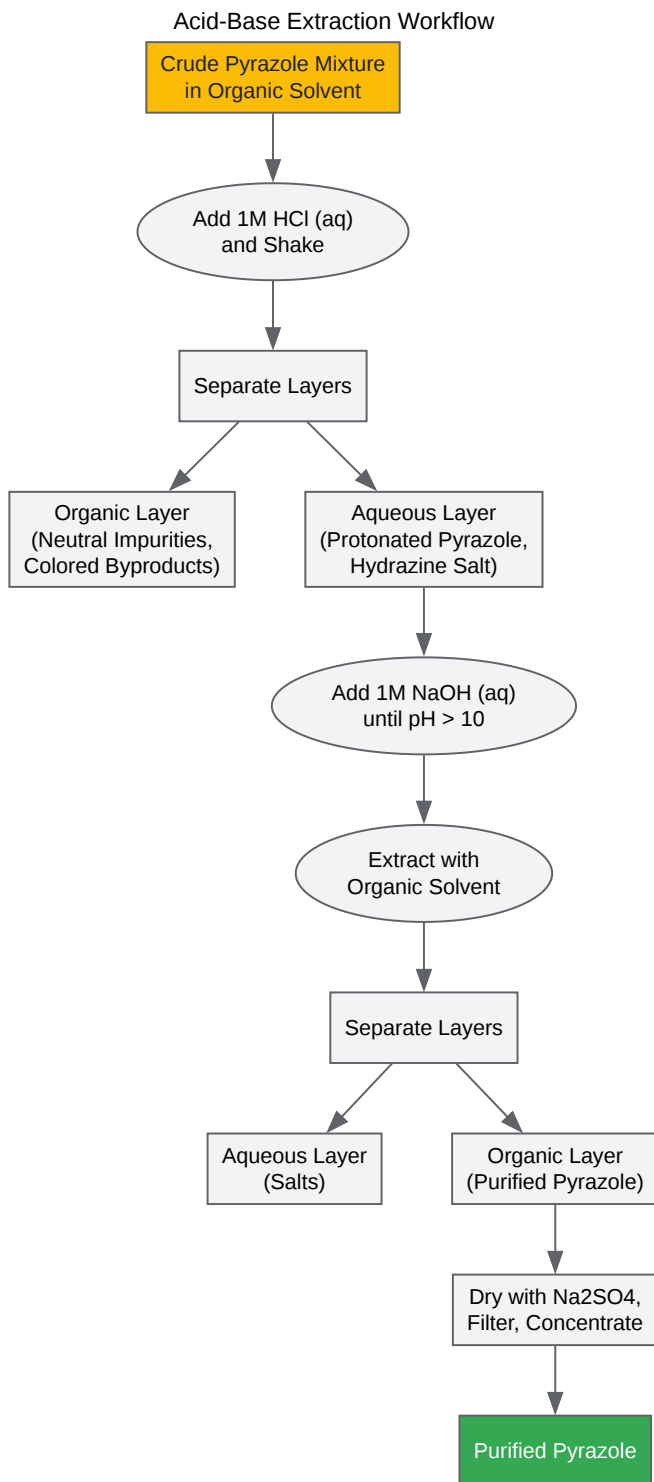 Acid-Base Extraction Workflow
Crude Pyrazole Mixture
in Organic Solvent
Add 1M HCl (aq)
and Shake
Separate Layers
Organic Layer
(Neutral Impurities,
Colored Byproducts)
Aqueous Layer
(Protonated Pyrazole,
Hydrazine Salt)
Add 1M NaOH (aq)
until pH > 10
Extract with
Organic Solvent
Separate Layers
Aqueous Layer
(Salts)
Organic Layer
(Purified Pyrazole)
Dry with Na2SO4,
Filter, Concentrate
Purified Pyrazole